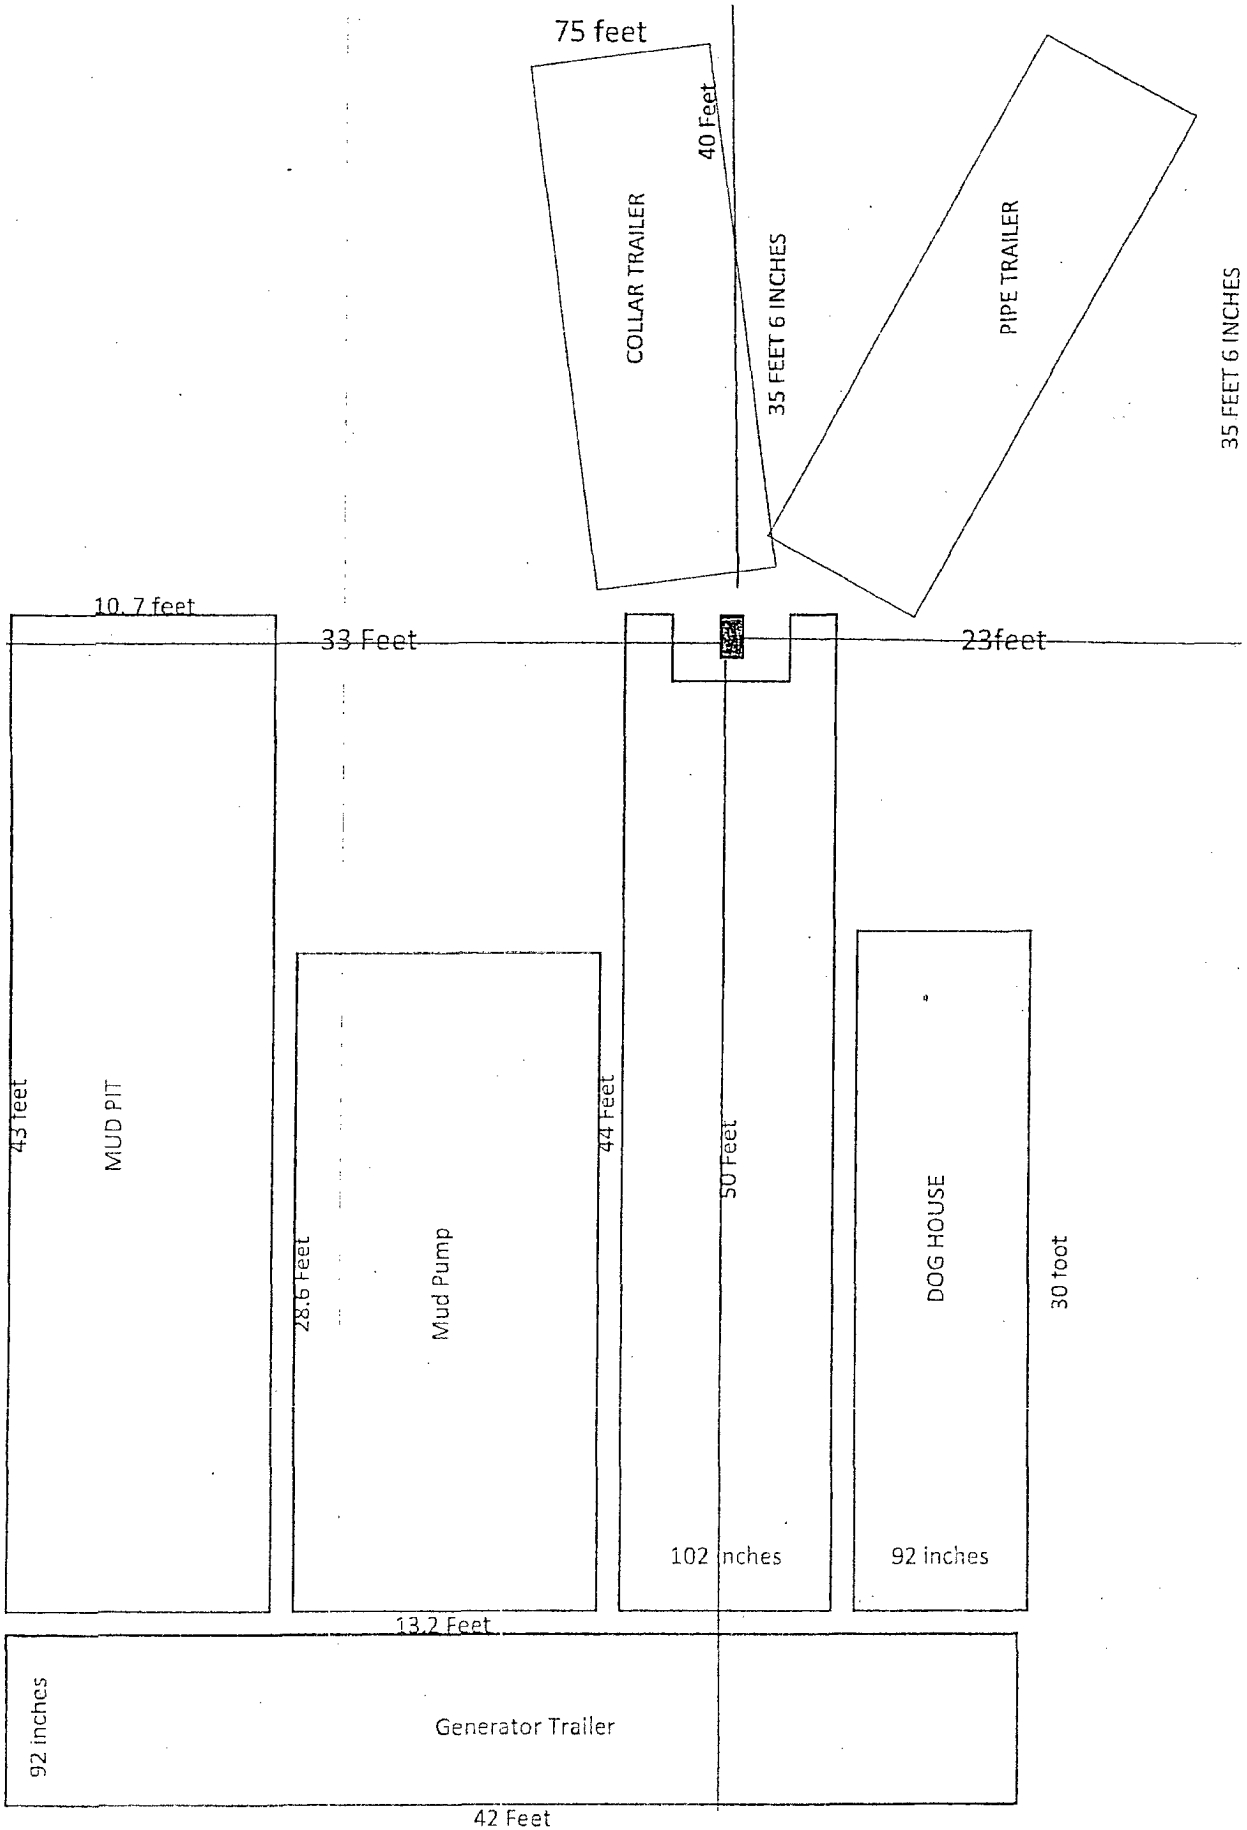 75 feet
40 Feet
COLLAR TRAILER
35 FEET 6 INCHES
PIPE TRAILER
35 FEET 6 INCHES
10.7 feet
33 Feet
23feet
43 feet
MUD PIT
28.6 Feet
Mud Pump
44 Feet
50 Feet
DOG HOUSE
30 foot
102 inches
92 inches
13.2 Feet
92 inches
Generator Trailer
42 Feet